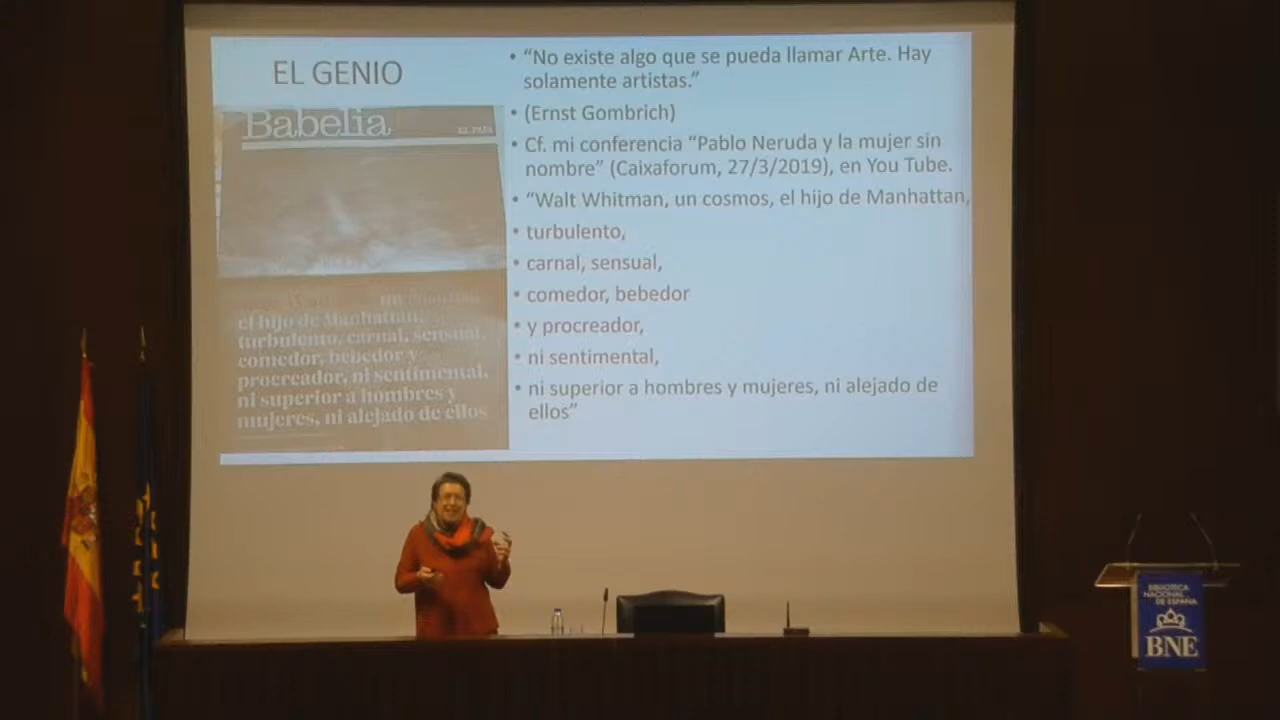 EL GENIO
Babelia
EL PAÍS
el hijo de Manhattan,
turbulento, carnal, sensual,
comedor, bebedor y
procreador, ni sentimental,
ni superior a hombres y
mujeres, ni alejado de ellos
• “No existe algo que se pueda llamar Arte. Hay
solamente artistas.”
• (Ernst Gombrich)
• Cf. mi conferencia “Pablo Neruda y la mujer sin
nombre” (Caixaforum, 27/3/2019), en You Tube.
• “Walt Whitman, un cosmos, el hijo de Manhattan,
• turbulento,
• carnal, sensual,
• comedor, bebedor
• y procreador,
• ni sentimental,
• ni superior a hombres y mujeres, ni alejado de
ellos”
BIBLIOTECA
NACIONAL
DE ESPAÑA
BNE